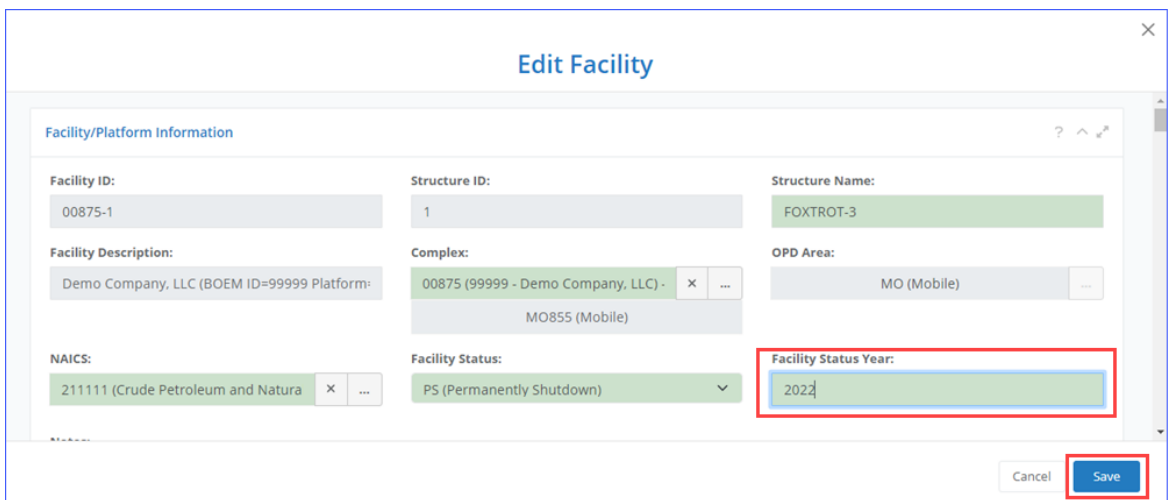 Edit Facility
Facility/Platform Information
?
Facility ID: Structure ID: Structure Name:
00875-1 1 FOXTROT-3
Facility Description: Complex: OPD Area:
Demo Company, LLC (BOEM ID=99999 Platform= 00875 (99999 - Demo Company, LLC) - × ... MO (Mobile) ...
MO855 (Mobile)
NAICS: Facility Status: Facility Status Year:
211111 (Crude Petroleum and Natura × ... PS (Permanently Shutdown) 2022
Cancel Save